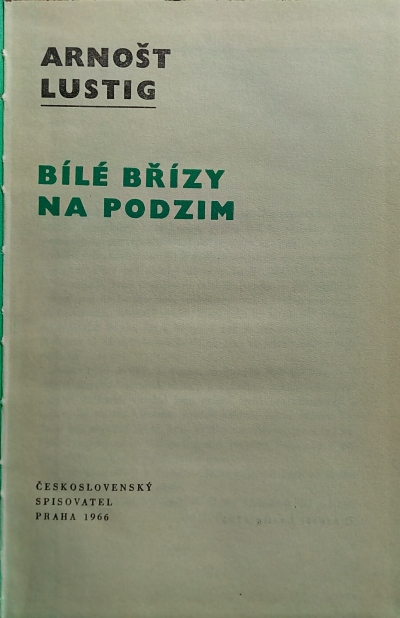 ARNOŠT
LUSTIG
BÍLÉ BŘÍZY
NA PODZIM
ČESKOSLOVENSKÝ
SPISOVATEL
PRAHA 1966